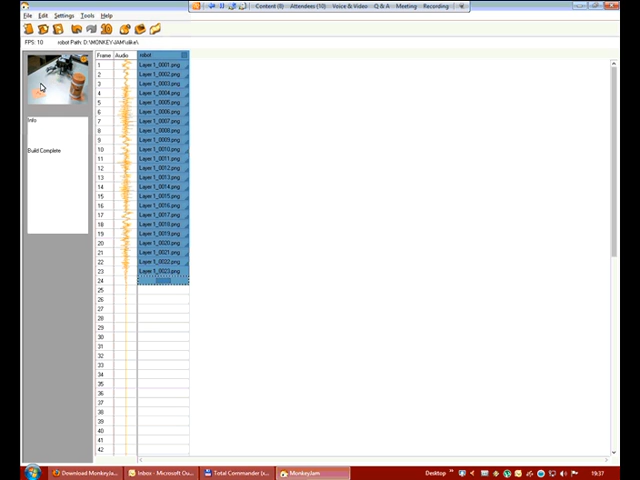 Content (8) Attendees (10) Voice & Video Q & A Meeting Recording
File Edit Settings Tools Help
FPS: 10 robot Path: D:\MONKEYJAM\slika\
Frame Audio robot
1 Layer 1_0001.png
2 Layer 1_0002.png
3 Layer 1_0003.png
4 Layer 1_0004.png
5 Layer 1_0005.png
6 Layer 1_0006.png
7 Layer 1_0007.png
8 Layer 1_0008.png
9 Layer 1_0009.png
10 Layer 1_0010.png
11 Layer 1_0011.png
12 Layer 1_0012.png
13 Layer 1_0013.png
14 Layer 1_0014.png
15 Layer 1_0015.png
16 Layer 1_0016.png
17 Layer 1_0017.png
18 Layer 1_0018.png
19 Layer 1_0019.png
20 Layer 1_0020.png
21 Layer 1_0021.png
22 Layer 1_0022.png
23 Layer 1_0023.png
24
25
26
27
28
29
30
31
32
33
34
35
36
37
38
39
40
41
42
Info
Build Complete
Download MonkeyJa... Inbox - Microsoft Ou... Total Commander (x... MonkeyJam Desktop 19:37